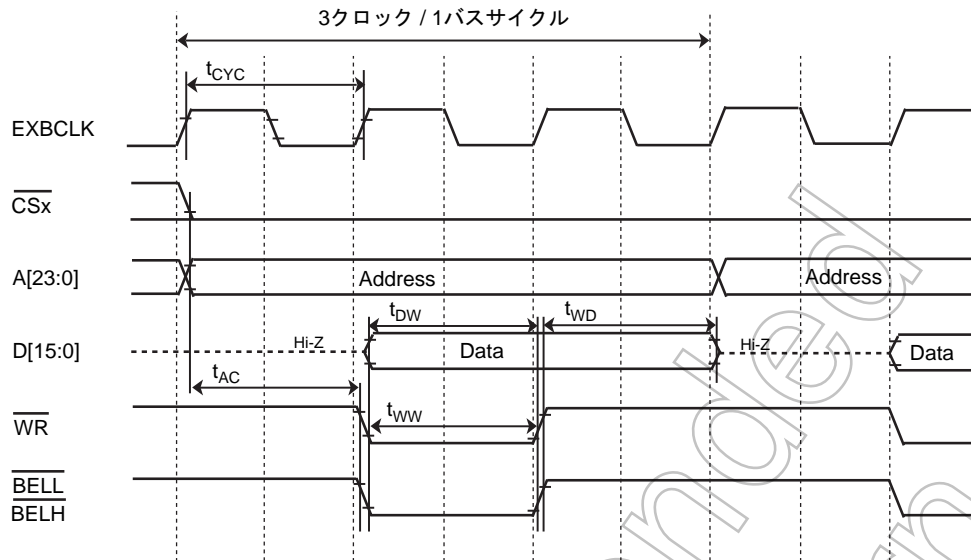 3クロック / 1バスサイクル
tCYC
EXBCLK
CSx
A[23:0]
Address
Address
tDW
tWD
D[15:0]
Hi-Z
Data
Hi-Z
Data
tAC
tWW
WR
BELL
BELH